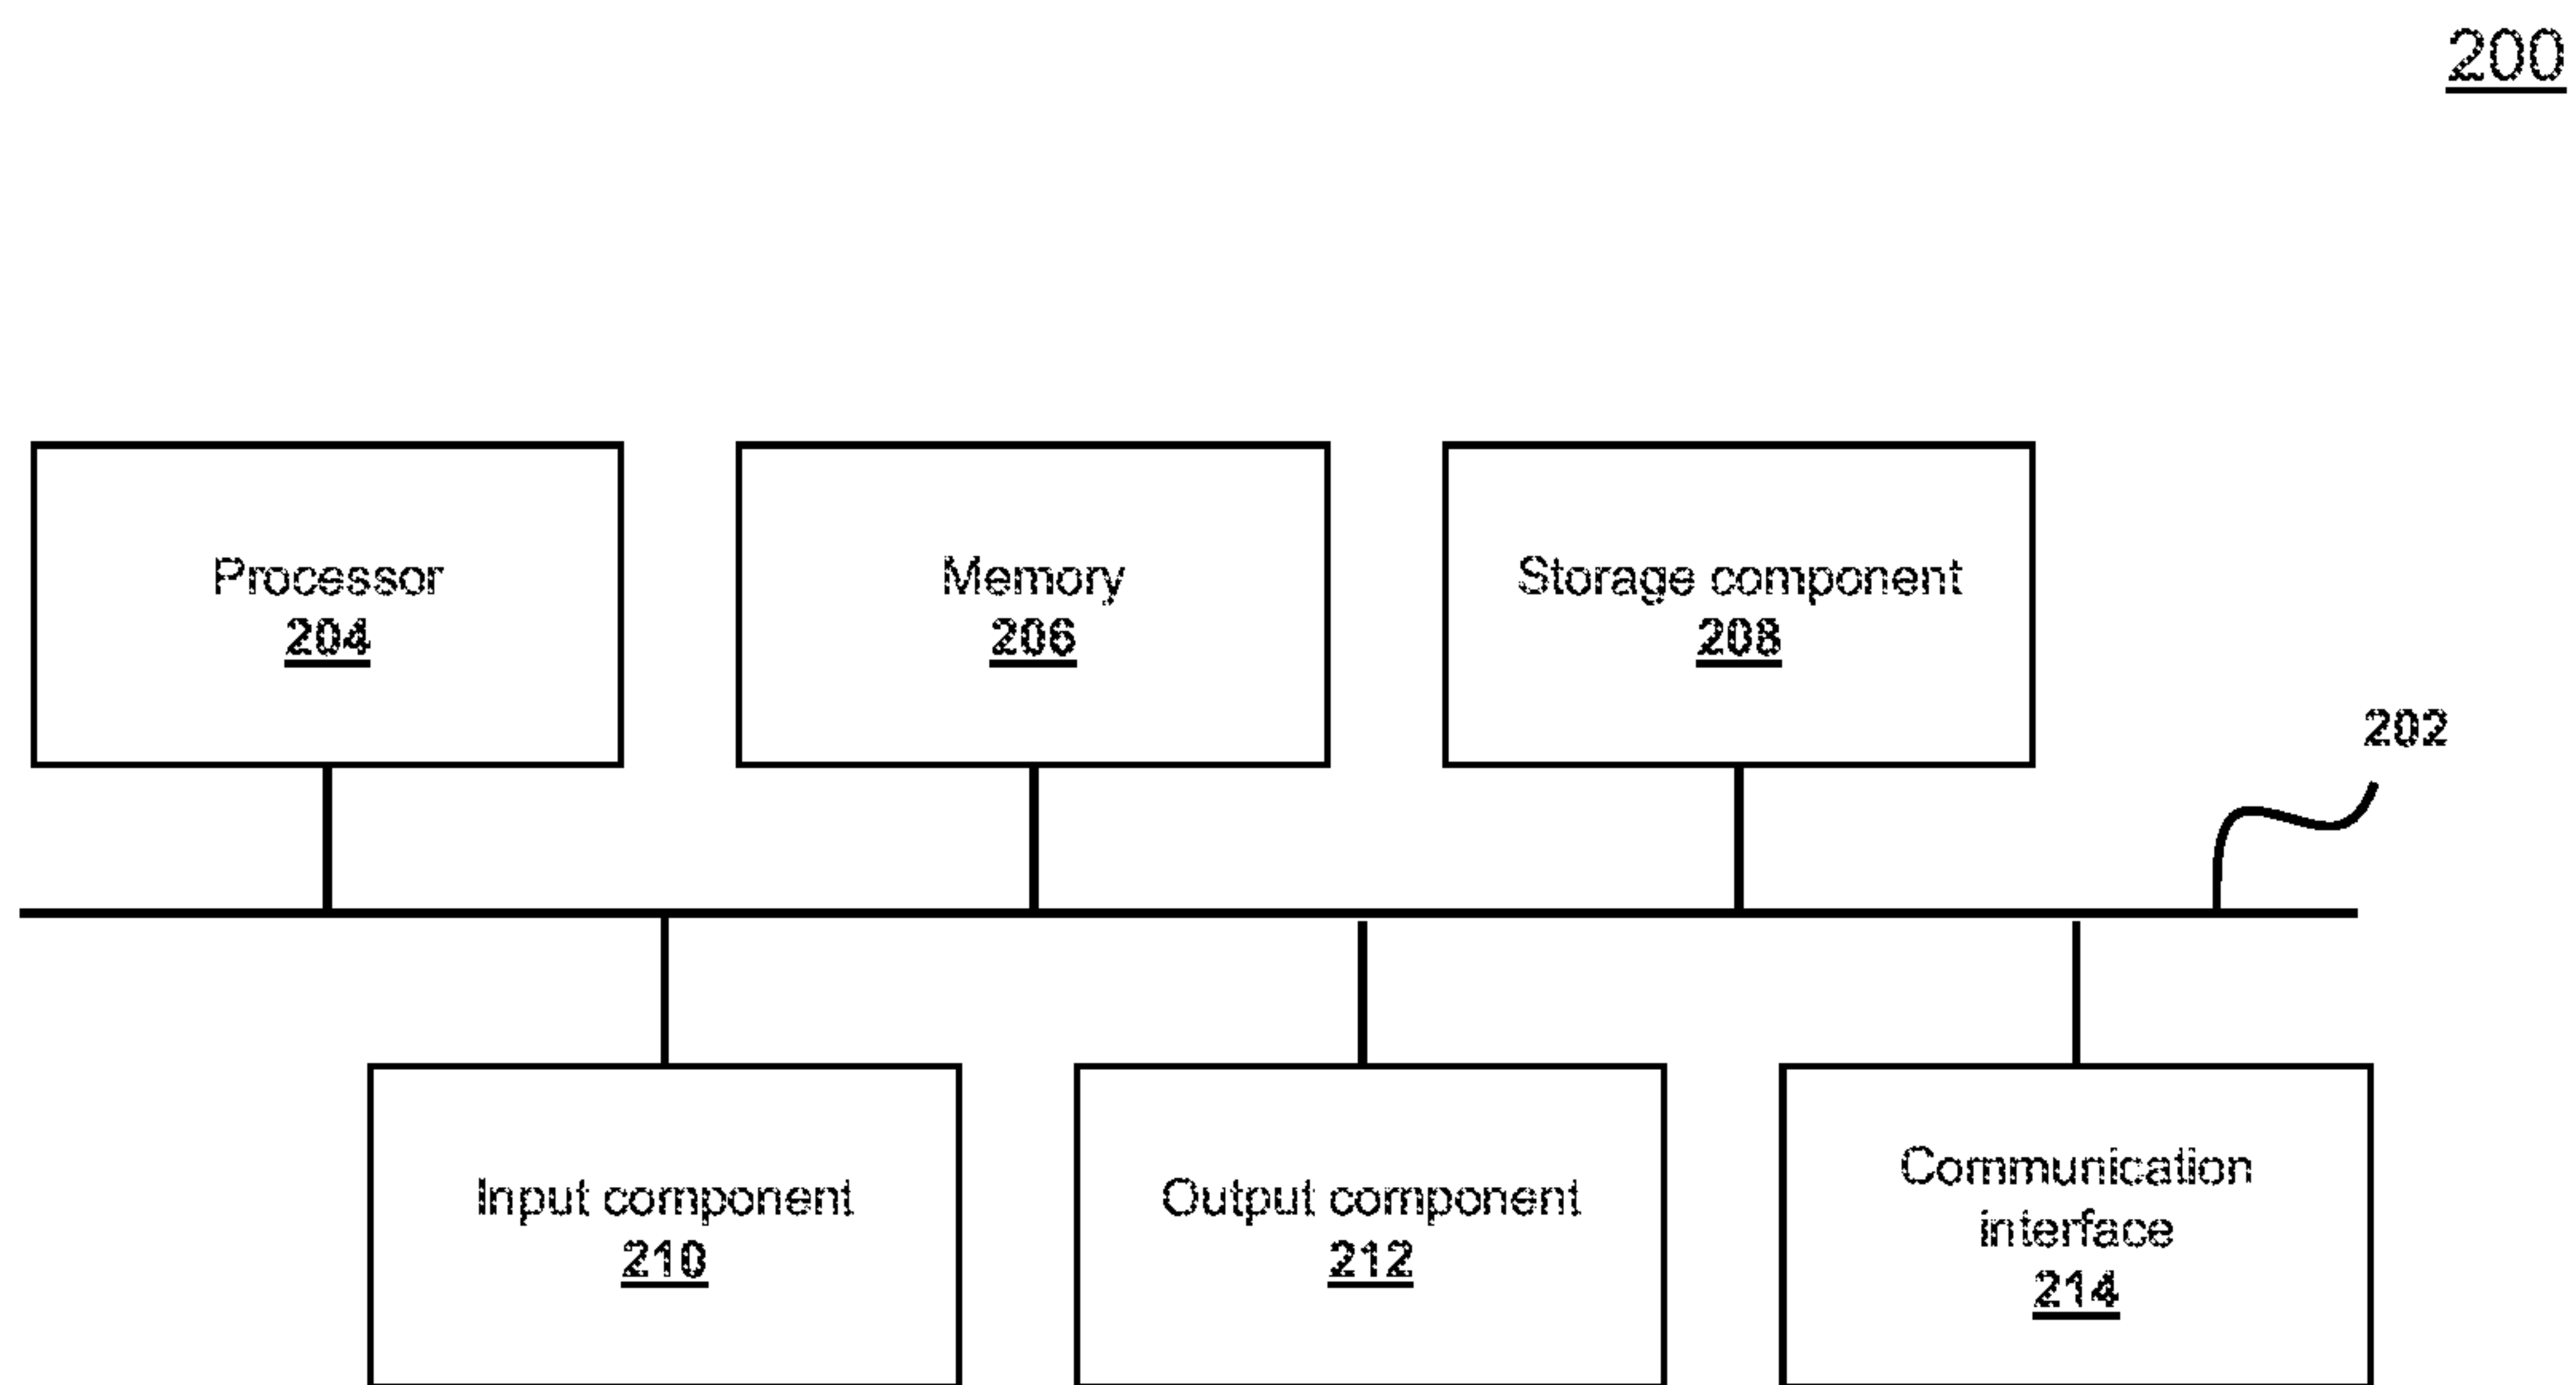 200
Processor
204
Memory
206
Storage component
208
202
Input component
210
Output component
212
Communication
interface
214